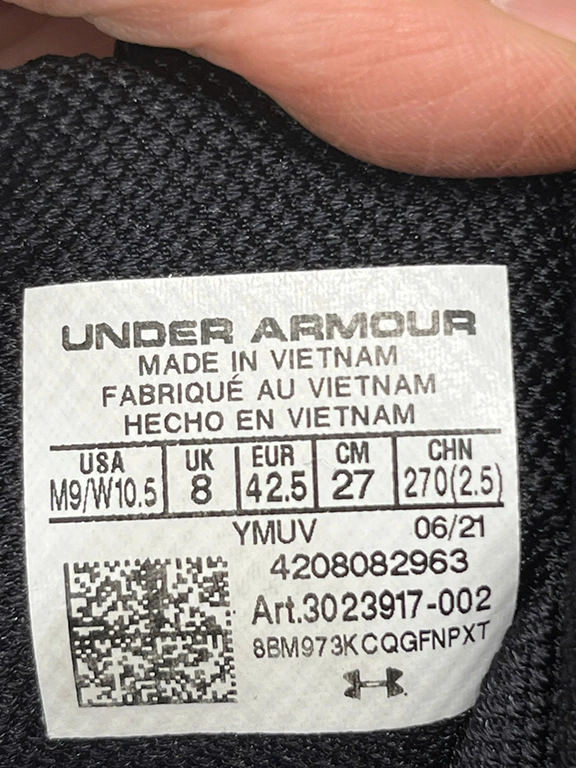 UNDER ARMOUR
MADE IN VIETNAM
FABRIQUÉ AU VIETNAM
HECHO EN VIETNAM
USA UK EUR CM CHN
M9/W10.5 8 42.5 27 270(2.5)
YMUV 06/21
4208082963
Art.3023917-002
8BM973KCQGFNPXT